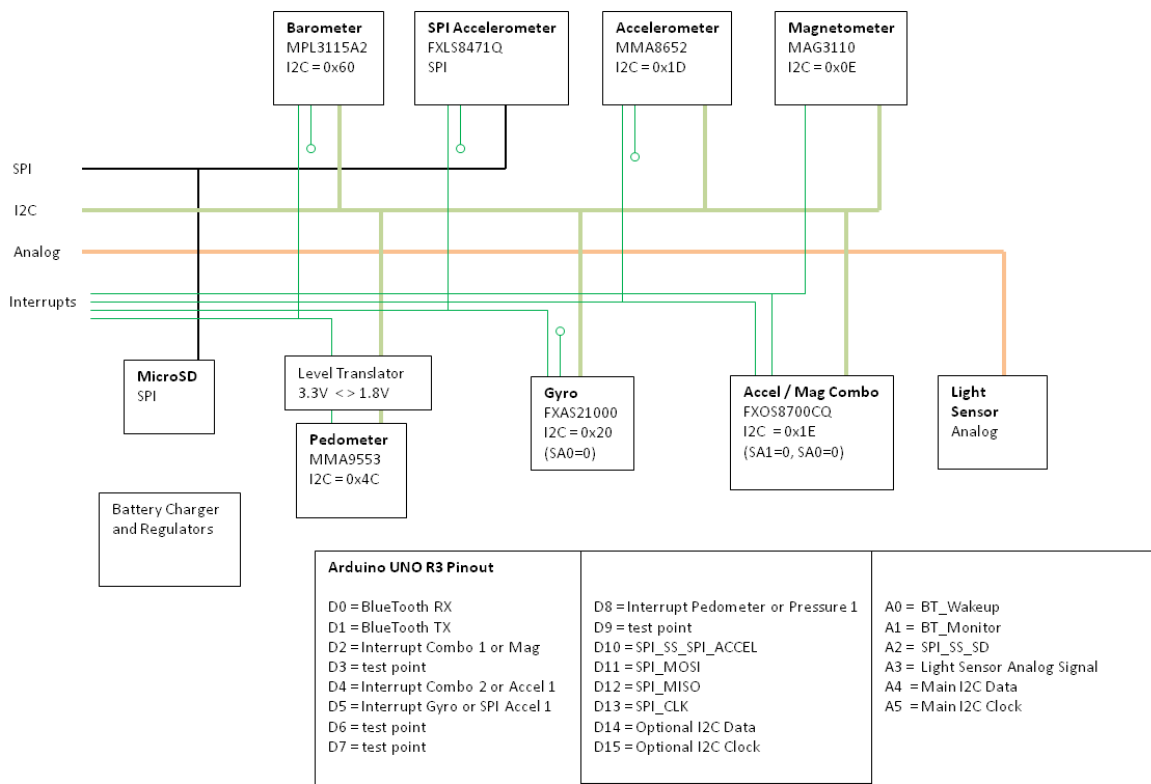 Barometer
MPL3115A2
I2C = 0x60
SPI Accelerometer
FXLS8471Q
SPI
Accelerometer
MMA8652
I2C = 0x1D
Magnetometer
MAG3110
I2C = 0x0E
SPI
I2C
Analog
Interrupts
MicroSD
SPI
Level Translator
3.3V < > 1.8V
Pedometer
MMA9553
I2C = 0x4C
Gyro
FXAS21000
I2C = 0x20
(SA0=0)
Accel / Mag Combo
FXOS8700CQ
I2C = 0x1E
(SA1=0, SA0=0)
Light
Sensor
Analog
Battery Charger
and Regulators
Arduino UNO R3 Pinout
D0 = BlueTooth RX
D1 = BlueTooth TX
D2 = Interrupt Combo 1 or Mag
D3 = test point
D4 = Interrupt Combo 2 or Accel 1
D5 = Interrupt Gyro or SPI Accel 1
D6 = test point
D7 = test point
D8 = Interrupt Pedometer or Pressure 1
D9 = test point
D10 = SPI_SS_SPI_ACCEL
D11 = SPI_MOSI
D12 = SPI_MISO
D13 = SPI_CLK
D14 = Optional I2C Data
D15 = Optional I2C Clock
A0 = BT_Wakeup
A1 = BT_Monitor
A2 = SPI_SS_SD
A3 = Light Sensor Analog Signal
A4 = Main I2C Data
A5 = Main I2C Clock